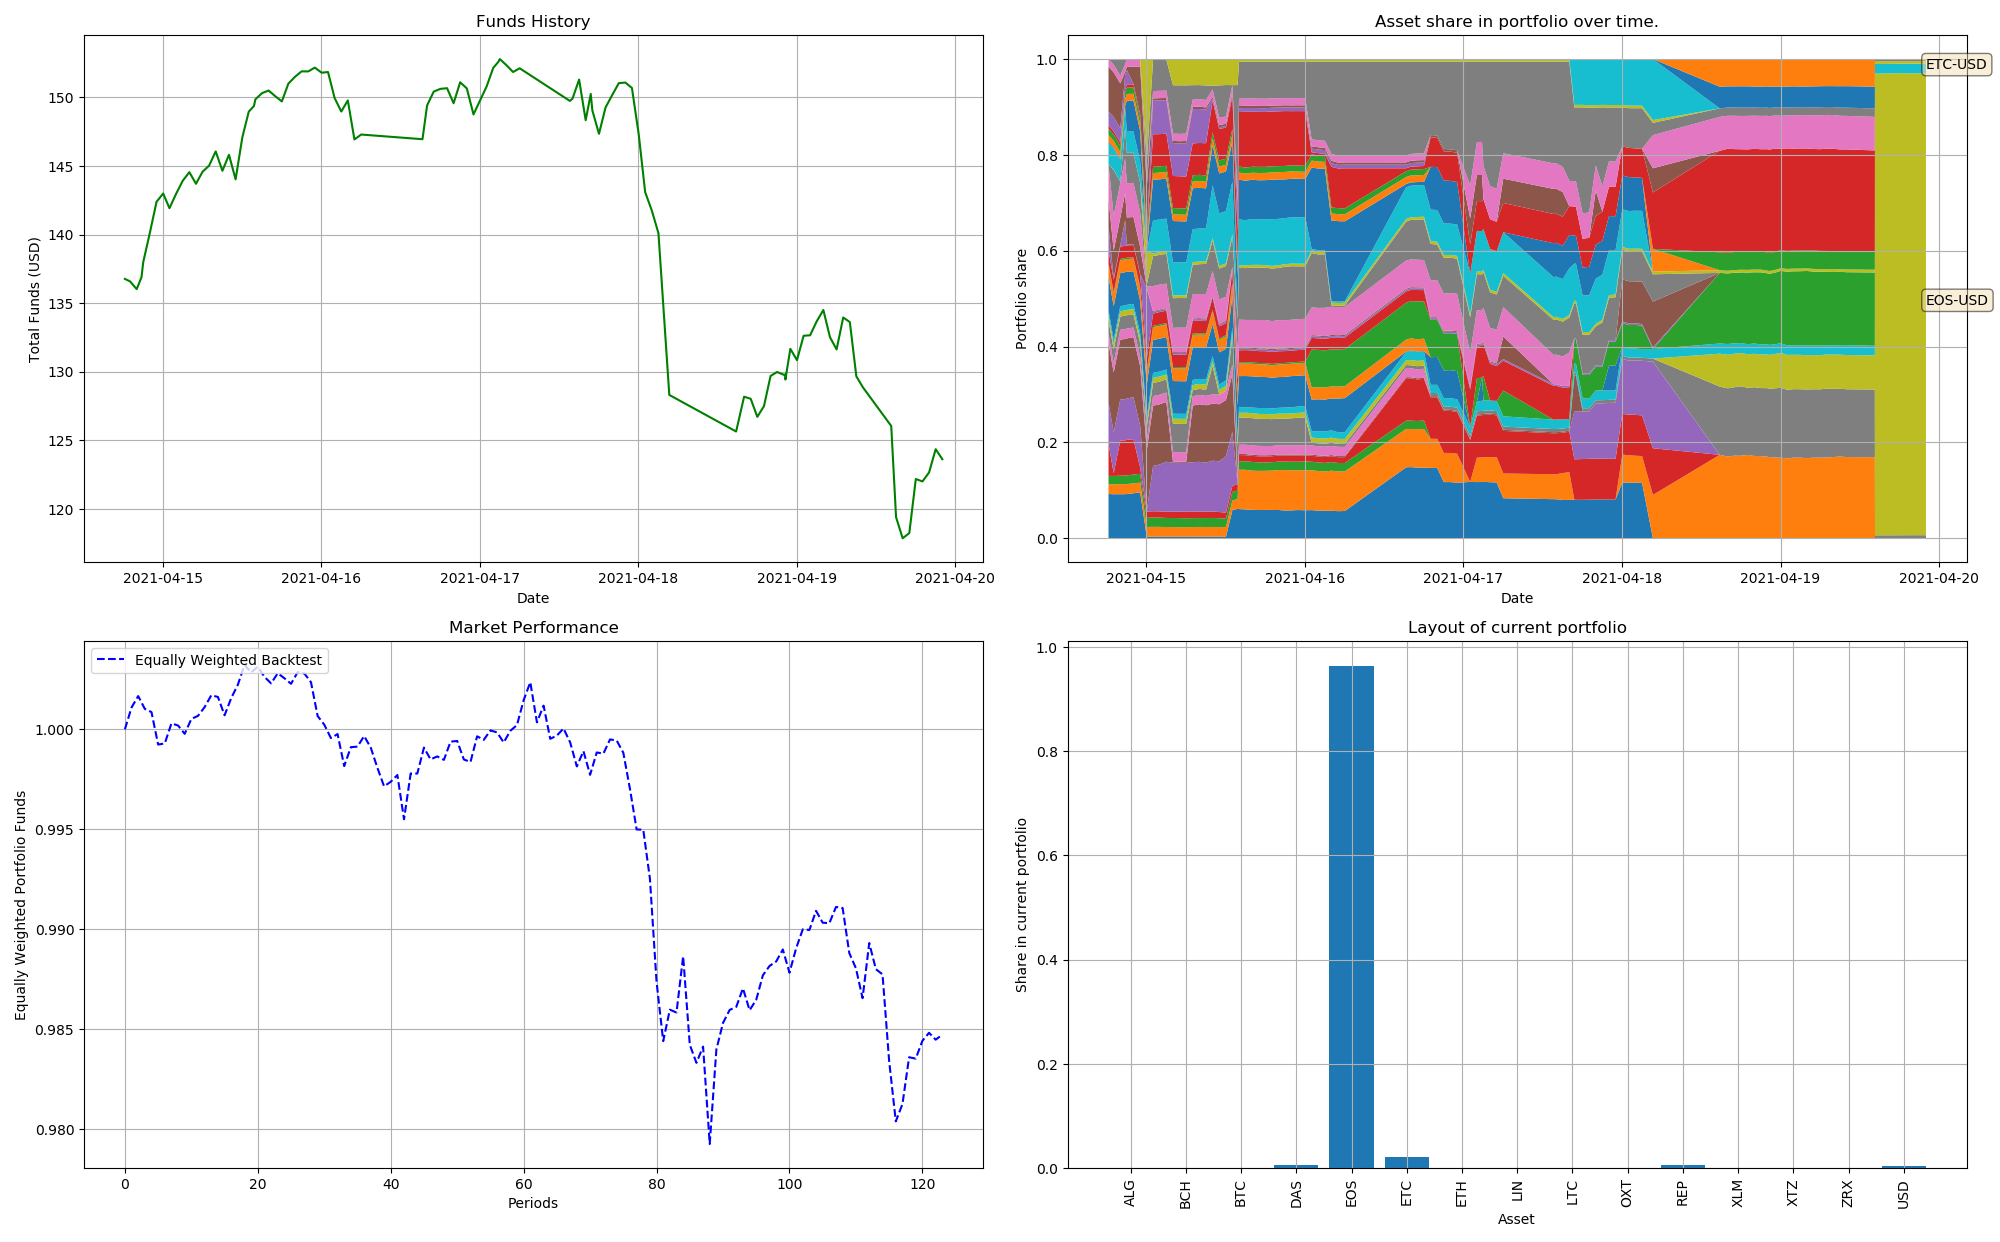 Funds History
Total Funds (USD)
150
145
140
135
130
125
120
2021-04-15 2021-04-16 2021-04-17 2021-04-18 2021-04-19 2021-04-20
Date
Asset share in portfolio over time.
Portfolio share
1.0
0.8
0.6
0.4
0.2
0.0
ETC-USD
EOS-USD
2021-04-15 2021-04-16 2021-04-17 2021-04-18 2021-04-19 2021-04-20
Date
Market Performance
Equally Weighted Backtest
Equally Weighted Portfolio Funds
1.000
0.995
0.990
0.985
0.980
0 20 40 60 80 100 120
Periods
Layout of current portfolio
Share in current portfolio
1.0
0.8
0.6
0.4
0.2
0.0
ALG BCH BTC DAS EOS ETC ETH LIN LTC OXT REP XLM XTZ ZRX USD
Asset